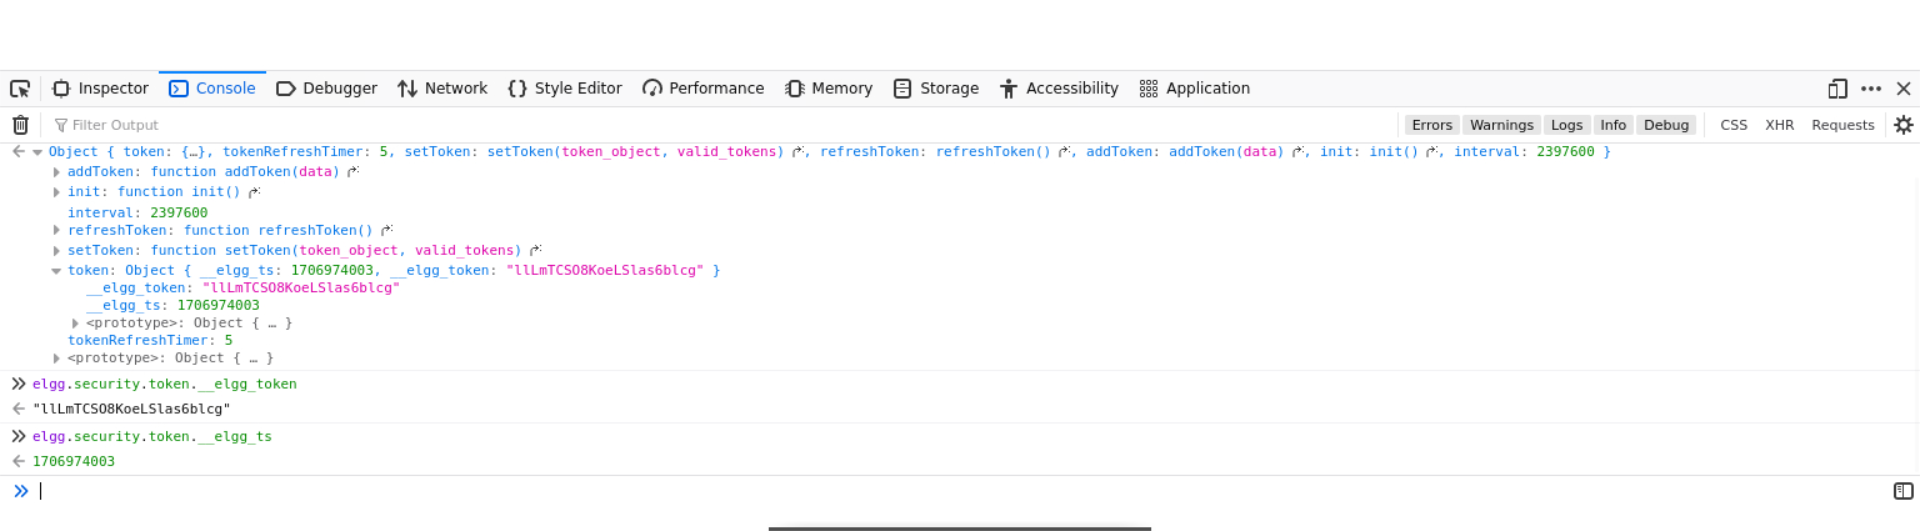 Inspector Console Debugger Network Style Editor Performance Memory Storage Accessibility Application
Filter Output Errors Warnings Logs Info Debug CSS XHR Requests
Object { token: {…}, tokenRefreshTimer: 5, setToken: setToken(token_object, valid_tokens), refreshToken: refreshToken(), addToken: addToken(data), init: init(), interval: 2397600 }
addToken: function addToken(data)
init: function init()
interval: 2397600
refreshToken: function refreshToken()
setToken: function setToken(token_object, valid_tokens)
token: Object { __elgg_ts: 1706974003, __elgg_token: "llLmTCSO8KoeLSlas6blcg" }
__elgg_token: "llLmTCSO8KoeLSlas6blcg"
__elgg_ts: 1706974003
<prototype>: Object { … }
tokenRefreshTimer: 5
<prototype>: Object { … }
elgg.security.token.__elgg_token
"llLmTCSO8KoeLSlas6blcg"
elgg.security.token.__elgg_ts
1706974003